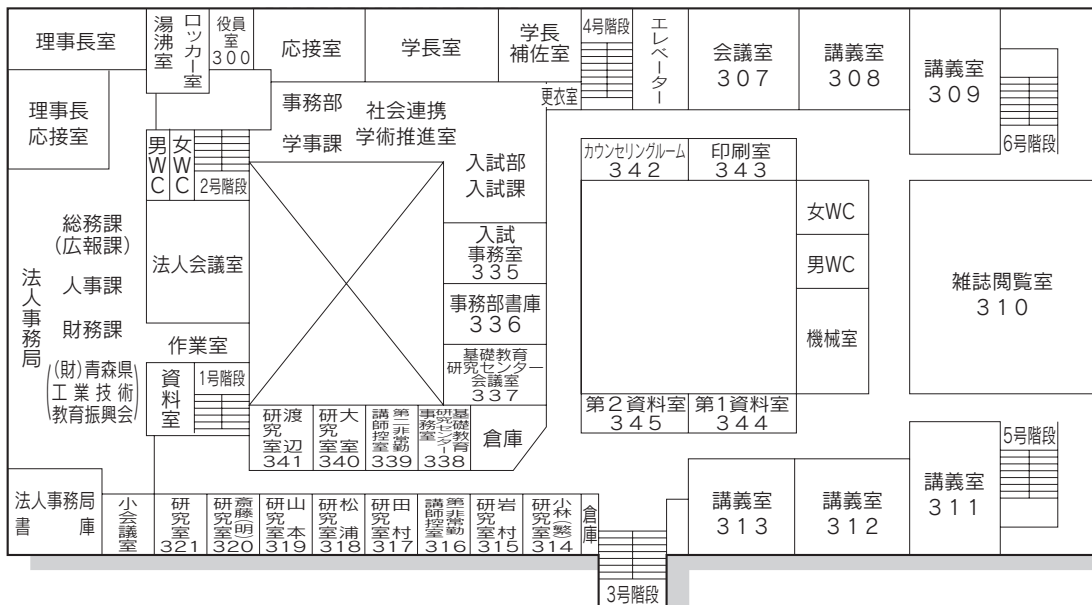 理事長室
湯沸室
ロッカー室
役員
室
300
応接室
学長室
学長
補佐室
4号階段
エレベーター
会議室
307
講義室
308
講義室
309
6号階段
理事長
応接室
事務部
学事課
社会連携
学術推進室
更衣室
男WC
女WC
2号階段
入試部
入試課
カウンセリングルーム
342
印刷室
343
総務課
(広報課)
人事課
財務課
法人事務局
(財)青森県
工業技術
教育振興会
法人会議室
作業室
資料室
1号階段
入試
事務室
335
事務部書庫
336
基礎教育
研究センター
会議室
337
女WC
男WC
機械室
雑誌閲覧室
310
第2資料室
345
第1資料室
344
渡辺
研究室
341
大室
研究室
340
第二非常勤
講師控室
339
基礎教育
研究センター
事務室
338
倉庫
5号階段
法人事務局
書庫
小会議室
研究室
321
斎藤(明)
研究室
320
山本
研究室
319
松浦
研究室
318
田村
研究室
317
第一非常勤
講師控室
316
岩村
研究室
315
小林(繁)
研究室
314
倉庫
3号階段
講義室
313
講義室
312
講義室
311